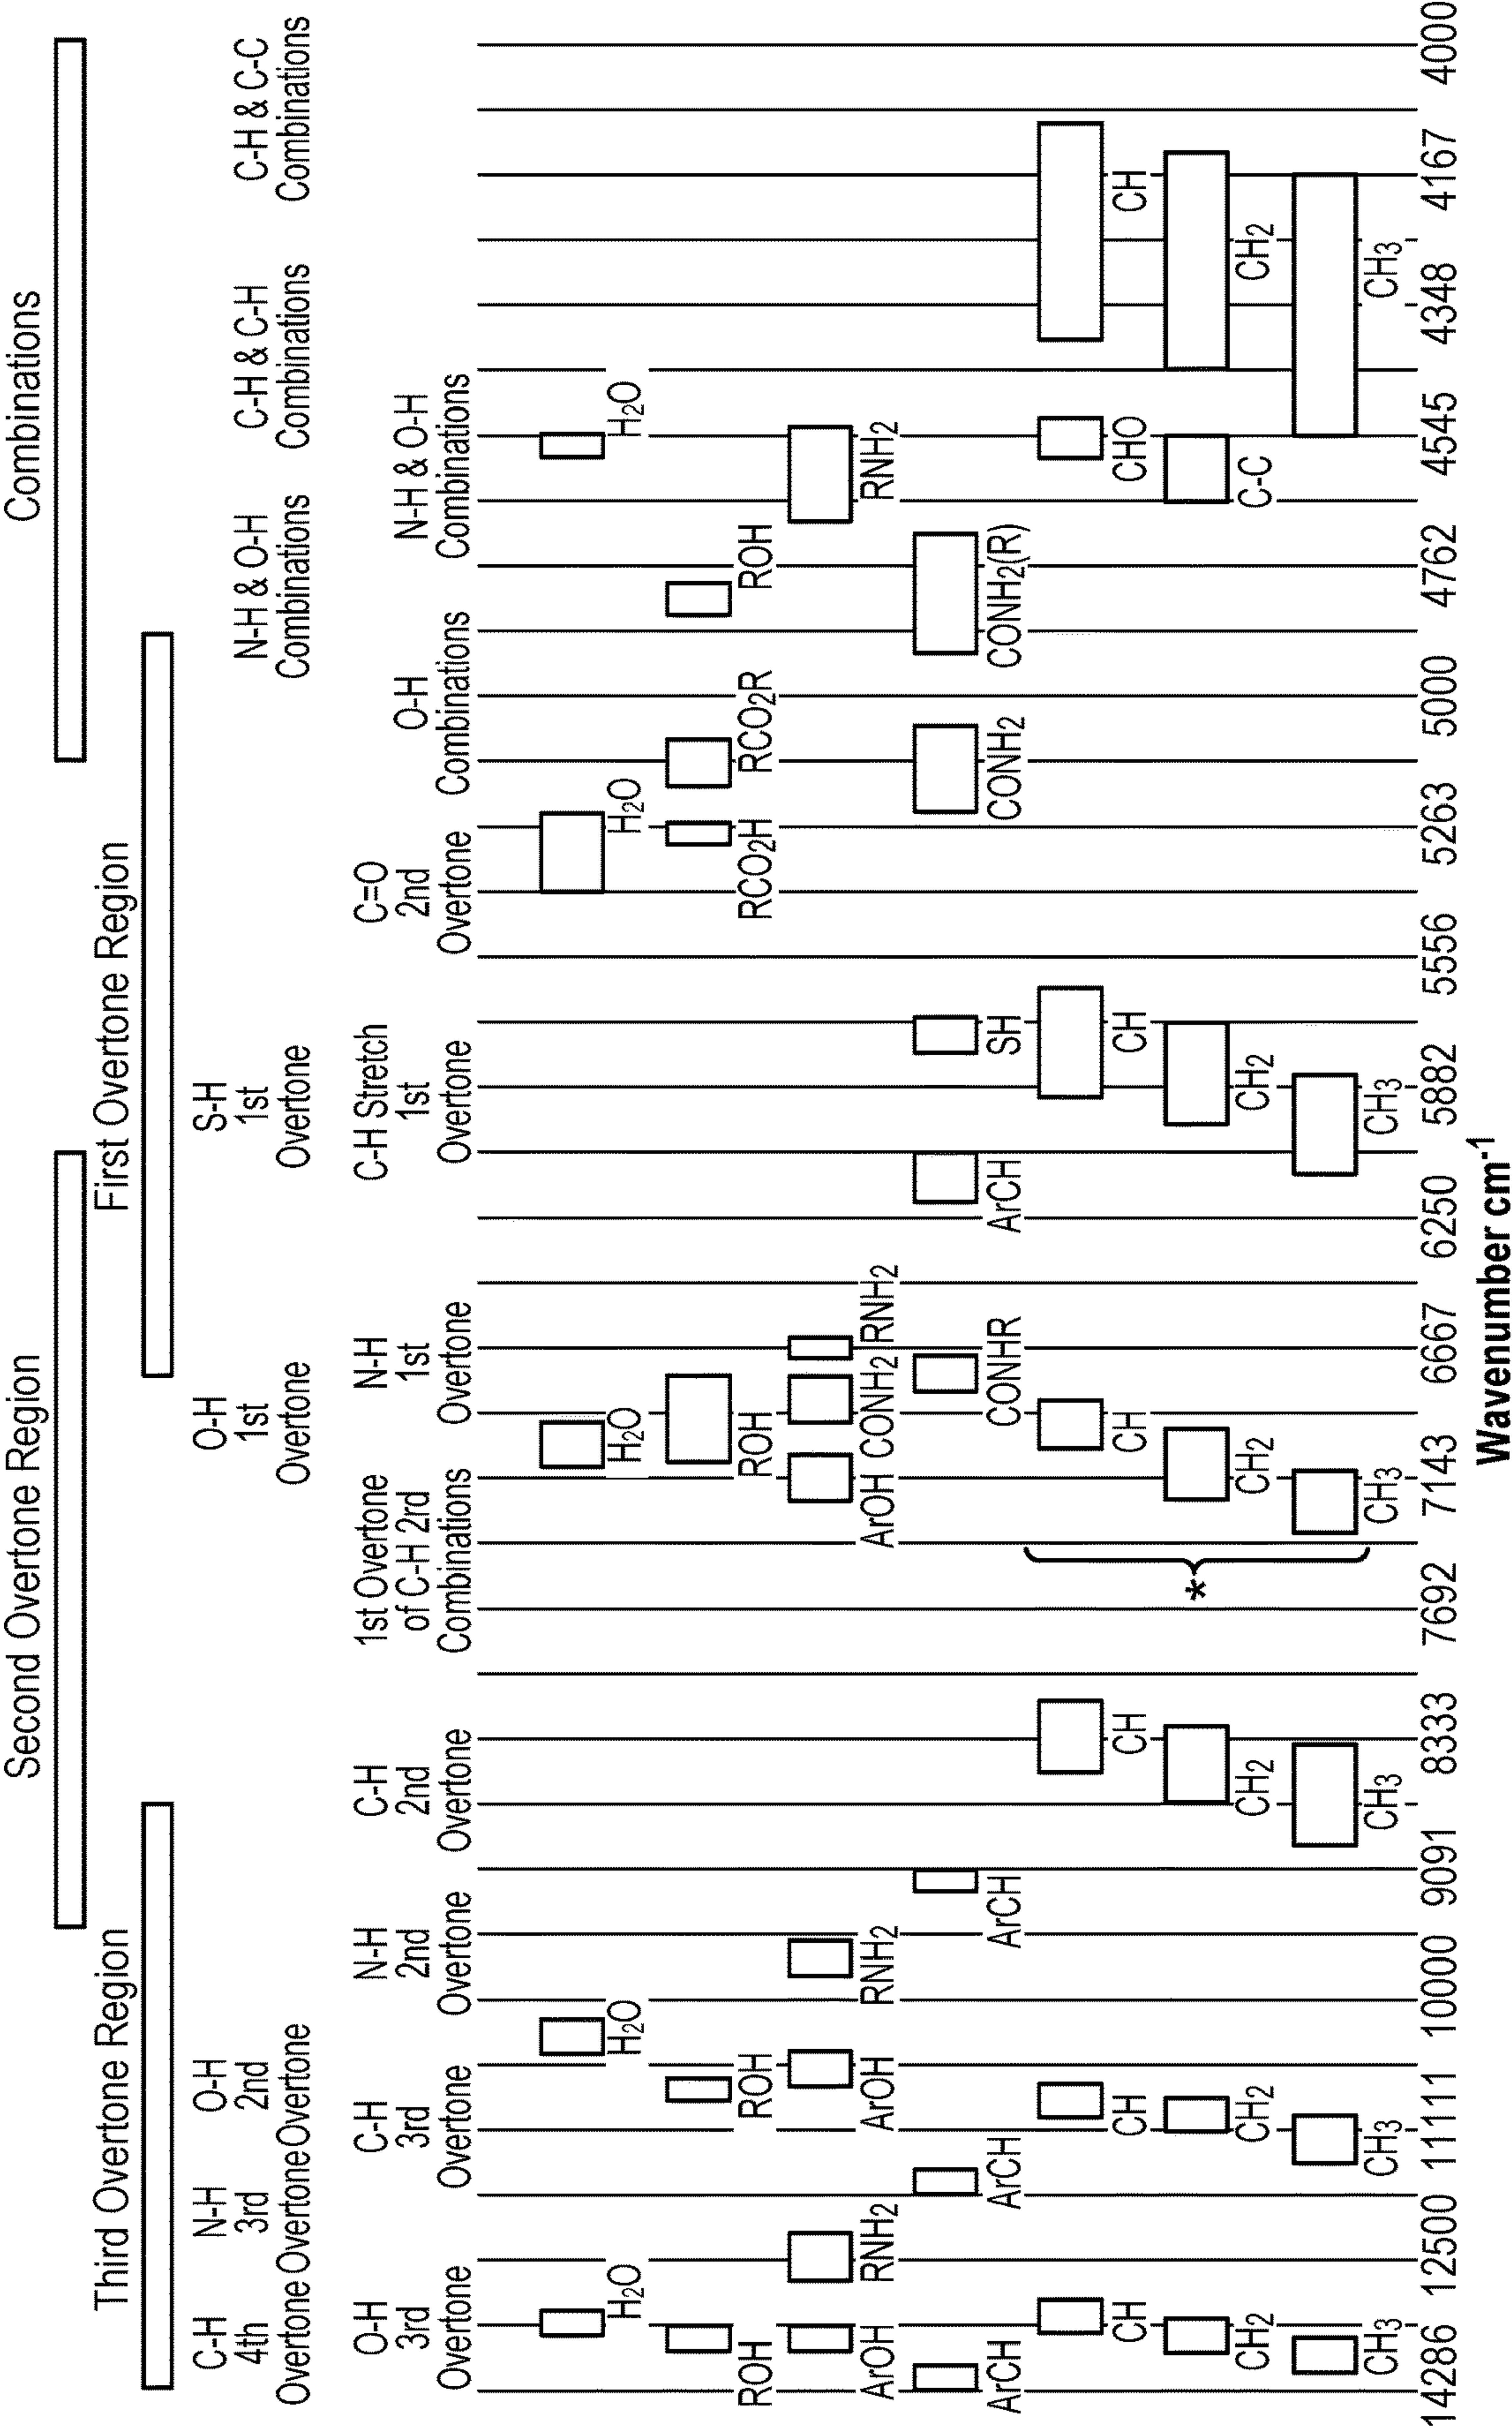 Third Overtone Region
Second Overtone Region
First Overtone Region
Combinations
C-H
4th
Overtone
N-H
3rd
Overtone
O-H
2nd
Overtone
O-H
1st
Overtone
S-H
1st
Overtone
N-H & O-H
Combinations
C-H & C-H
Combinations
C-H & C-C
Combinations
O-H
3rd
Overtone
C-H
3rd
Overtone
N-H
2nd
Overtone
C-H
2nd
Overtone
1st Overtone
of C-H 2rd
Combinations
N-H
1st
Overtone
C-H Stretch
1st
Overtone
C=O
2nd
Overtone
O-H
Combinations
N-H & O-H
Combinations
H2O
H2O
H2O
H2O
H2O
ROH
ROH
ROH
RCO2H
RCO2R
ROH
ArOH
RNH2
ArOH
RNH2
ArOH
CONH2
RNH2
RNH2
ArCH
ArCH
ArCH
CONHR
ArCH
SH
CONH2
CONH2(R)
CH
CH
CH
CH
CH
CHO
CH
CH2
CH2
CH2
CH2
CH2
C-C
CH2
*
CH3
CH3
CH3
CH3
CH3
CH3
14286 12500 11111 10000 9091 8333 7692 7143 6667 6250 5882 5556 5263 5000 4762 4545 4348 4167 4000
Wavenumber cm-1